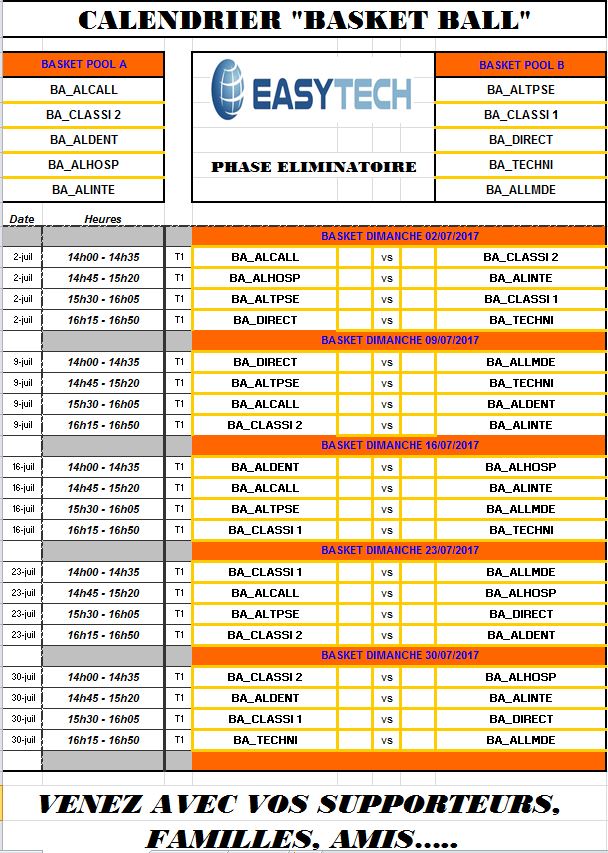 CALENDRIER "BASKET BALL"
BASKET POOL A
BA_ALCALL
BA_CLASSI 2
BA_ALDENT
BA_ALHOSP
BA_ALINTE
EASYTECH
PHASE ELIMINATOIRE
BASKET POOL B
BA_ALTPSE
BA_CLASSI 1
BA_DIRECT
BA_TECHNI
BA_ALLMDE
Date Heures
BASKET DIMANCHE 02/07/2017
2-juil 14h00 - 14h35 T1 BA_ALCALL vs BA_CLASSI 2
2-juil 14h45 - 15h20 T1 BA_ALHOSP vs BA_ALINTE
2-juil 15h30 - 16h05 T1 BA_ALTPSE vs BA_CLASSI 1
2-juil 16h15 - 16h50 T1 BA_DIRECT vs BA_TECHNI
BASKET DIMANCHE 09/07/2017
9-juil 14h00 - 14h35 T1 BA_DIRECT vs BA_ALLMDE
9-juil 14h45 - 15h20 T1 BA_ALTPSE vs BA_TECHNI
9-juil 15h30 - 16h05 T1 BA_ALCALL vs BA_ALDENT
9-juil 16h15 - 16h50 T1 BA_CLASSI 2 vs BA_ALINTE
BASKET DIMANCHE 16/07/2017
16-juil 14h00 - 14h35 T1 BA_ALDENT vs BA_ALHOSP
16-juil 14h45 - 15h20 T1 BA_ALCALL vs BA_ALINTE
16-juil 15h30 - 16h05 T1 BA_ALTPSE vs BA_ALLMDE
16-juil 16h15 - 16h50 T1 BA_CLASSI 1 vs BA_TECHNI
BASKET DIMANCHE 23/07/2017
23-juil 14h00 - 14h35 T1 BA_CLASSI 1 vs BA_ALLMDE
23-juil 14h45 - 15h20 T1 BA_ALCALL vs BA_ALHOSP
23-juil 15h30 - 16h05 T1 BA_ALTPSE vs BA_DIRECT
23-juil 16h15 - 16h50 T1 BA_CLASSI 2 vs BA_ALDENT
BASKET DIMANCHE 30/07/2017
30-juil 14h00 - 14h35 T1 BA_CLASSI 2 vs BA_ALHOSP
30-juil 14h45 - 15h20 T1 BA_ALDENT vs BA_ALINTE
30-juil 15h30 - 16h05 T1 BA_CLASSI 1 vs BA_DIRECT
30-juil 16h15 - 16h50 T1 BA_TECHNI vs BA_ALLMDE
VENEZ AVEC VOS SUPPORTEURS,
FAMILLES, AMIS.....